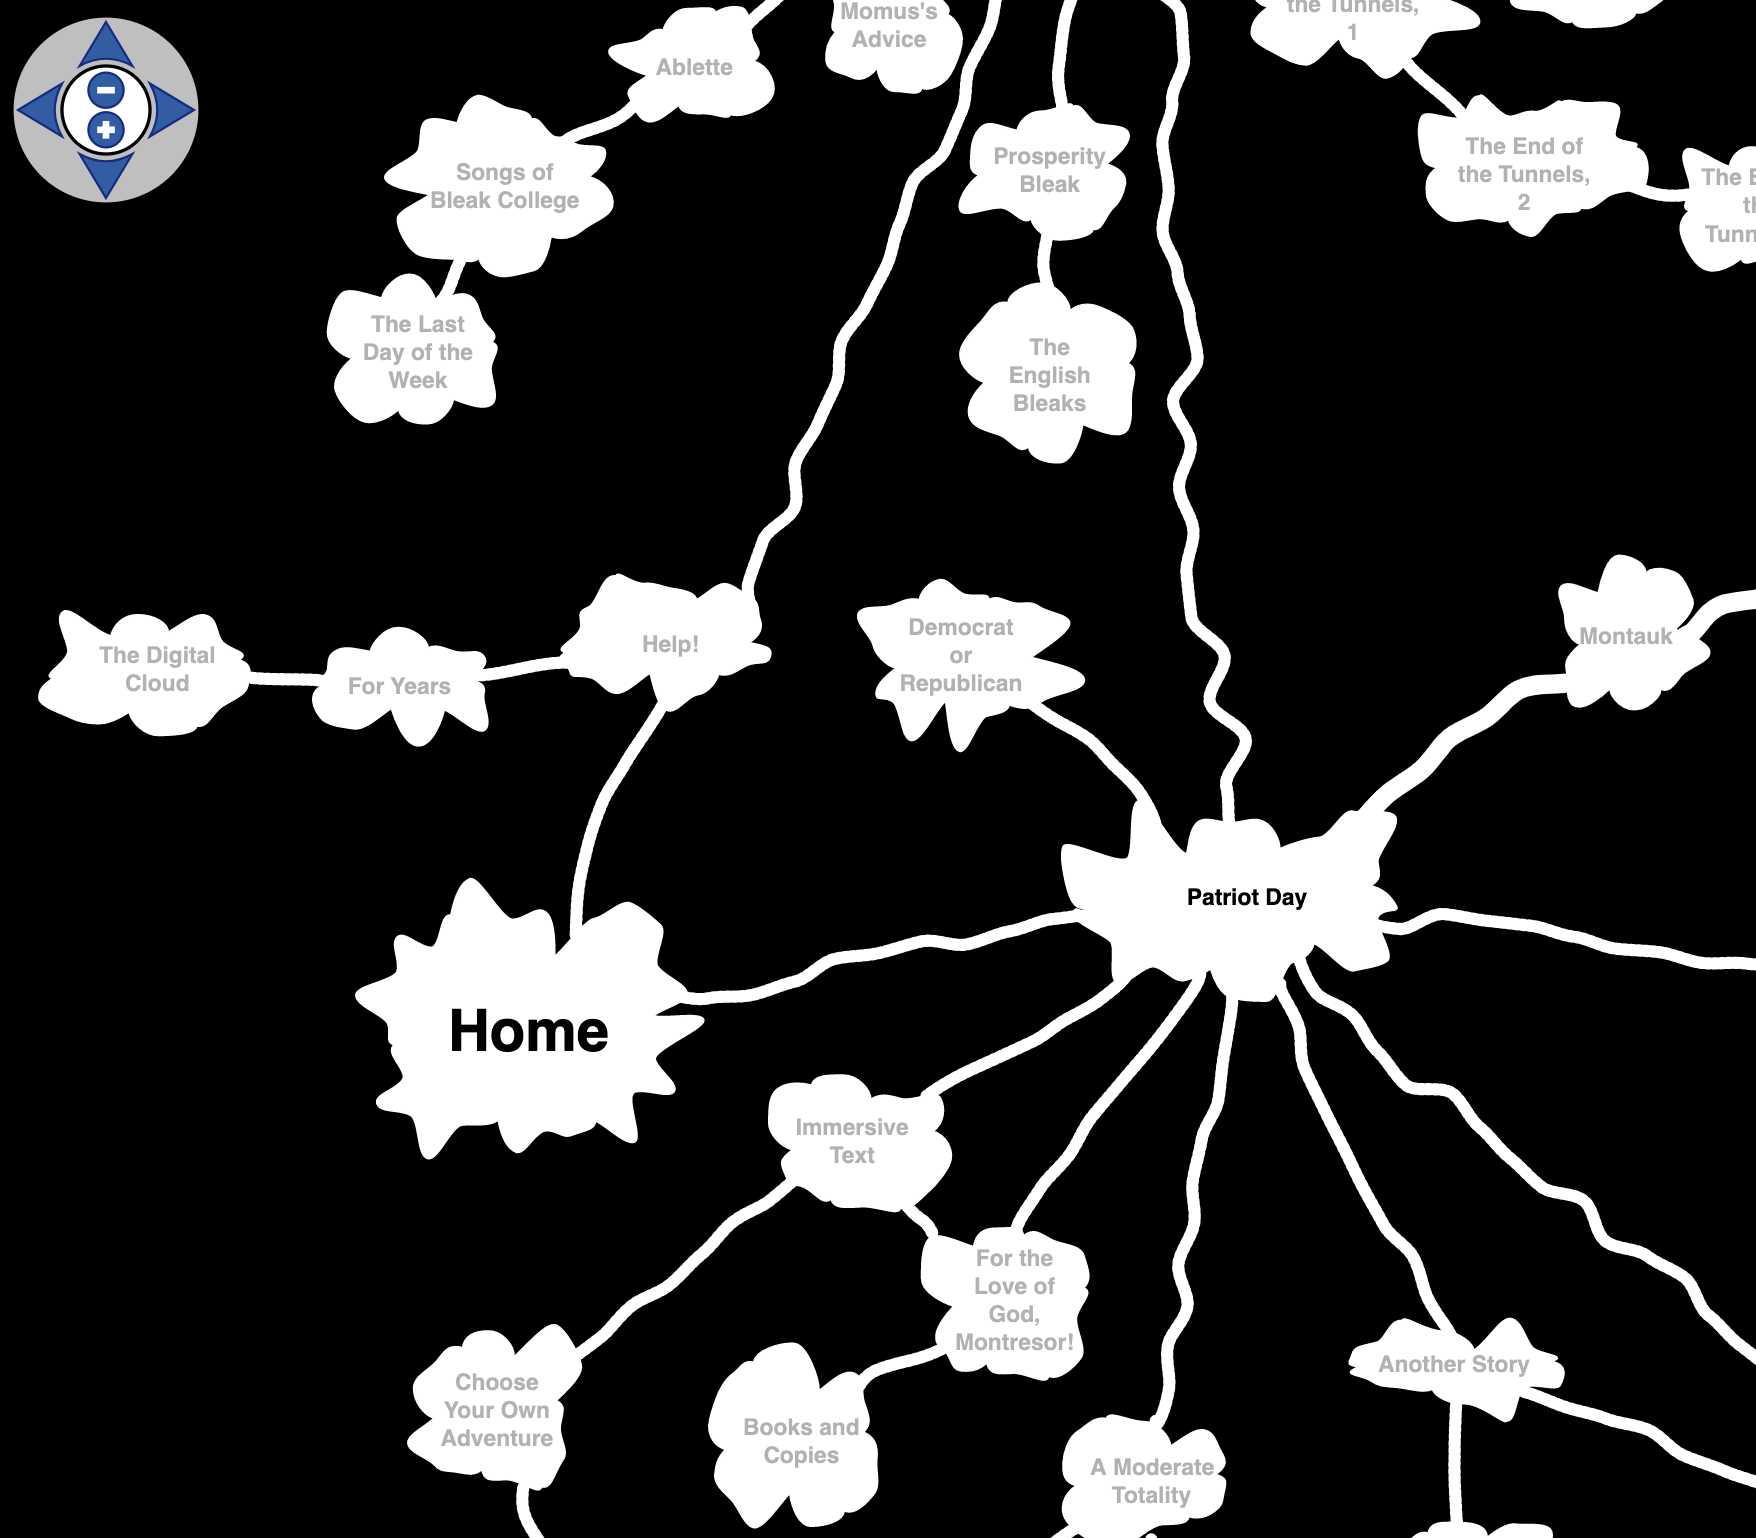 Momus's
Advice
the Tunnels,
1
Ablette
Songs of
Bleak College
Prosperity
Bleak
The End of
the Tunnels,
2
The
Tunn
The Last
Day of the
Week
The
English
Bleaks
The Digital
Cloud
For Years
Help!
Democrat
or
Republican
Montauk
Patriot Day
Home
Immersive
Text
For the
Love of
God,
Montresor!
Choose
Your Own
Adventure
Books and
Copies
A Moderate
Totality
Another Story